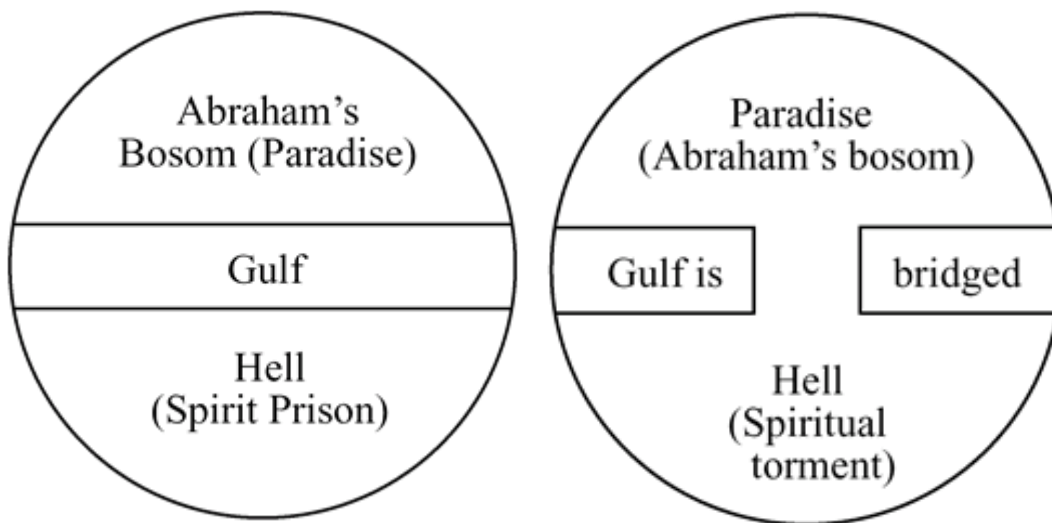 Abraham's
Bosom (Paradise)
Gulf
Hell
(Spirit Prison)
Paradise
(Abraham's bosom)
Gulf is
bridged
Hell
(Spiritual
torment)